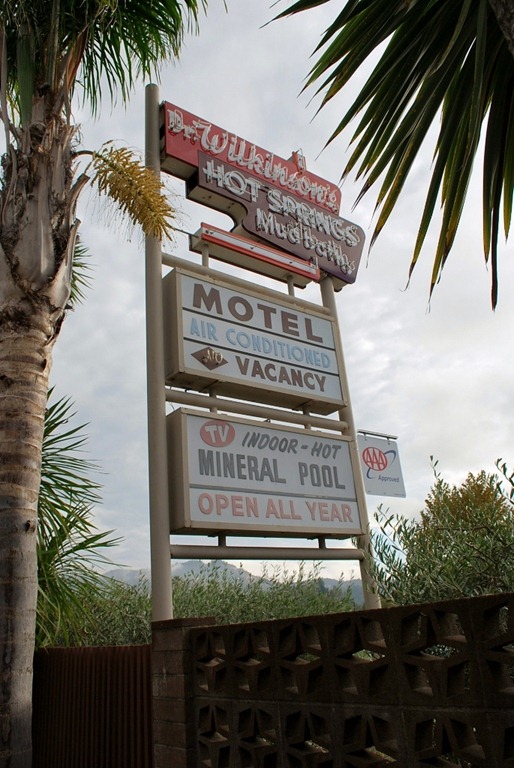 Dr. Wilkinson's
HOT SPRINGS
Mud Baths
MOTEL
AIR CONDITIONED
NO VACANCY
TV INDOOR-HOT
MINERAL POOL
OPEN ALL YEAR
AAA
Approved